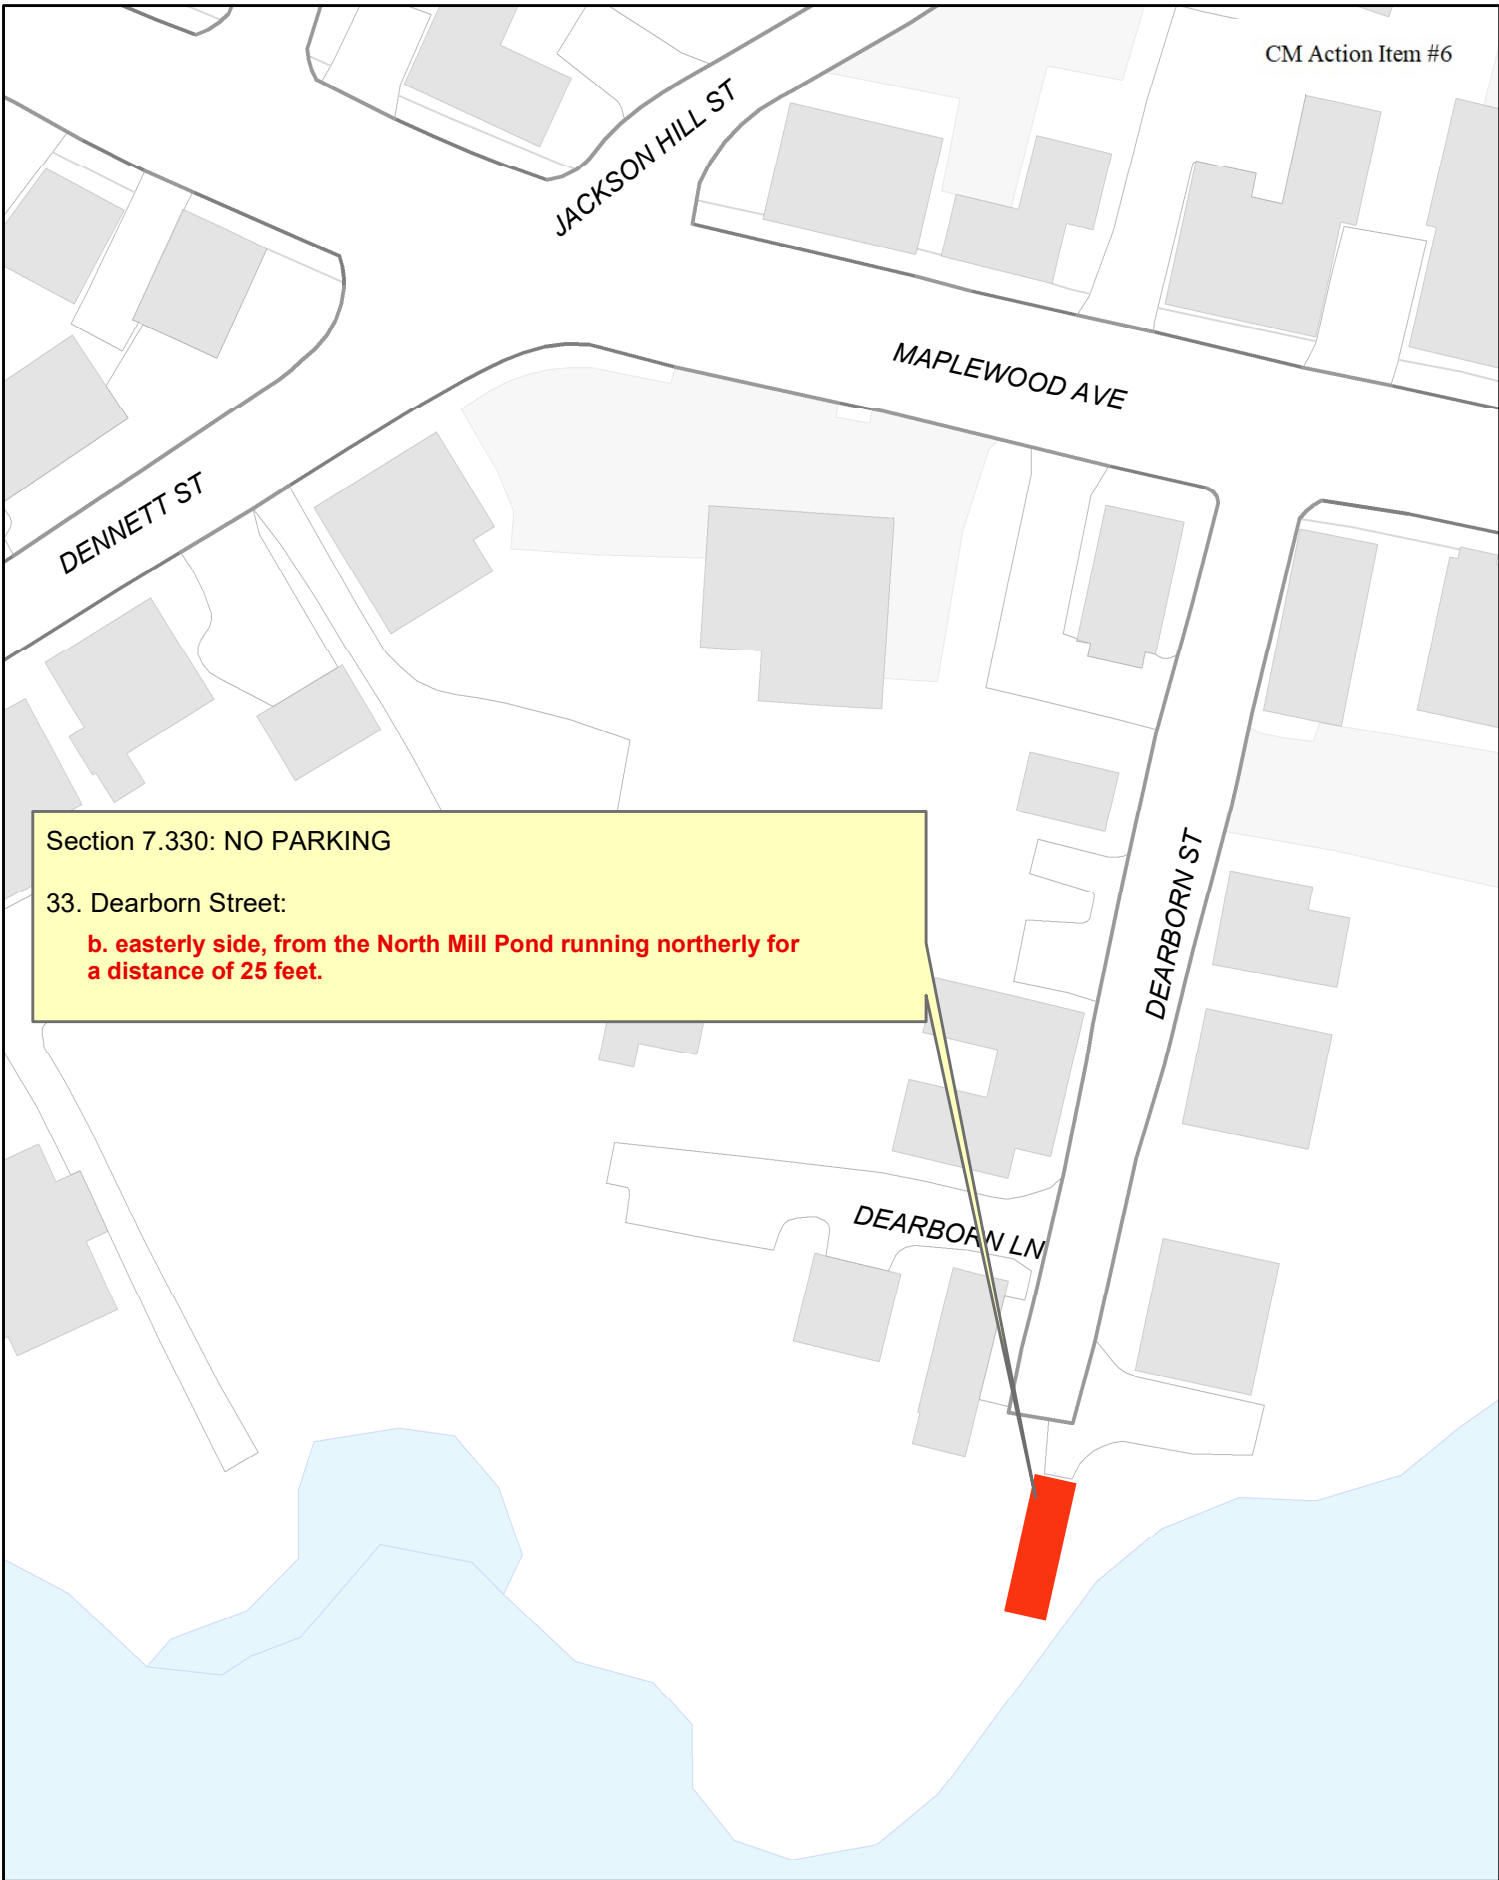 CM Action Item #6
JACKSON HILL ST
MAPLEWOOD AVE
DENNETT ST
Section 7.330: NO PARKING
33. Dearborn Street:
b. easterly side, from the North Mill Pond running northerly for
a distance of 25 feet.
DEARBORN ST
DEARBORN LN